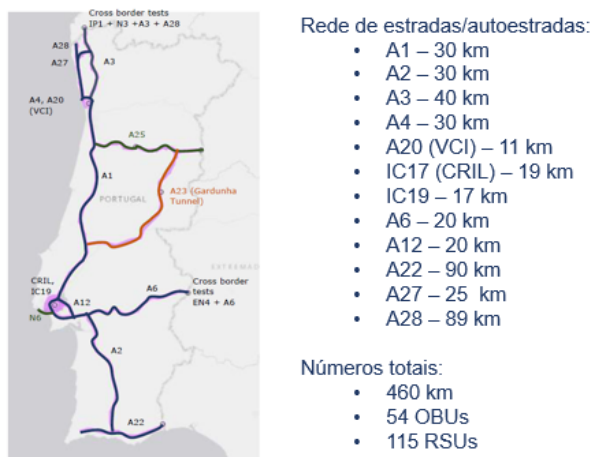 Cross border tests
IP1 + N3 +A3 + A28
A28
A27
A3
A4, A20
(VCI)
A25
A1
PORTUGAL
A23 (Gardunha
Tunnel)
EXTREMAD
CRIL,
IC19
A12
A6
Cross border
tests
EN4 + A6
N6
A2
A22
Rede de estradas/autoestradas:
• A1 – 30 km
• A2 – 30 km
• A3 – 40 km
• A4 – 30 km
• A20 (VCI) – 11 km
• IC17 (CRIL) – 19 km
• IC19 – 17 km
• A6 – 20 km
• A12 – 20 km
• A22 – 90 km
• A27 – 25 km
• A28 – 89 km
Números totais:
• 460 km
• 54 OBUs
• 115 RSUs